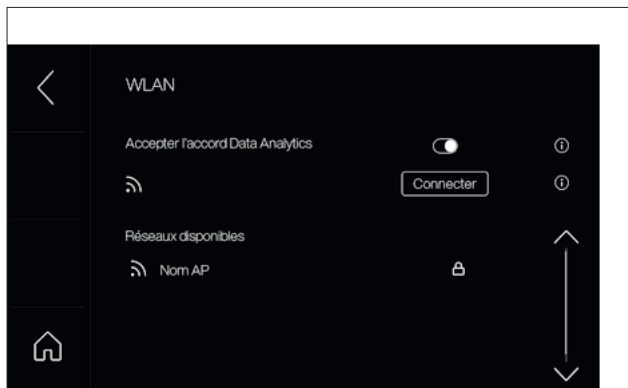 WLAN
Accepter l'accord Data Analytics
Connecter
Réseaux disponibles
Nom AP